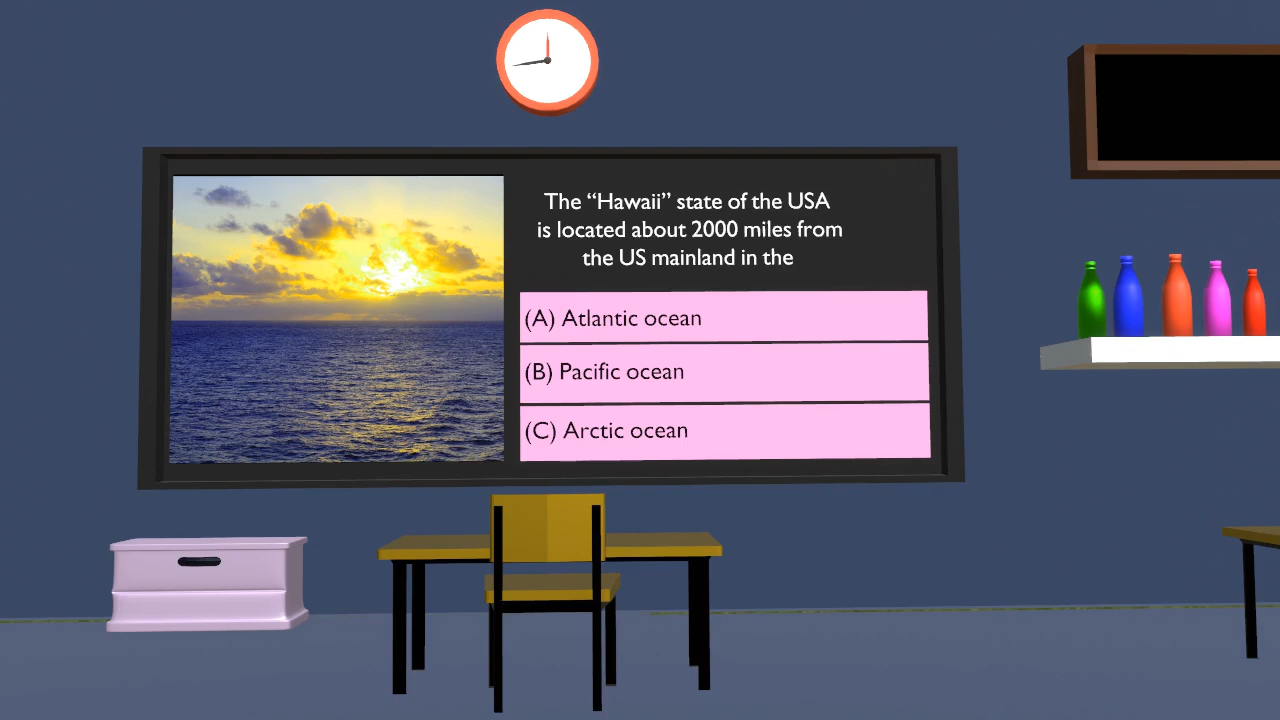 The “Hawaii” state of the USA
is located about 2000 miles from
the US mainland in the
(A) Atlantic ocean
(B) Pacific ocean
(C) Arctic ocean